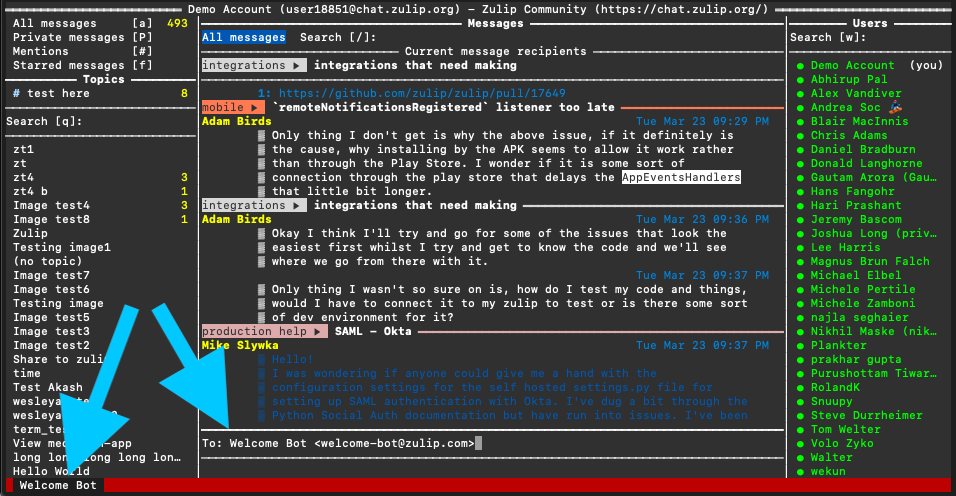 Demo Account (user18851@chat.zulip.org) - Zulip Community (https://chat.zulip.org/)
All messages [a] 493
Private messages [P]
Mentions [#]
Starred messages [f]
Topics
# test here 8
Search [q]:
zt1
zt
zt4 3
zt4 b 1
Image test4 3
Image test8 1
Zulip
Testing image1
(no topic)
Image test7
Image test6
Testing image
Image test5
Image test3
Image test2
Share to zuli
time
Test Akash
long long long long lon…
Hello World
Welcome Bot
Messages
All messages Search [/]:
Current message recipients
integrations ▶ integrations that need making
1: https://github.com/zulip/zulip/pull/17649
mobile ▶ `remoteNotificationsRegistered` listener too late
Adam Birds Tue Mar 23 09:29 PM
Only thing I don't get is why the above issue, if it definitely is
the cause, why installing by the APK seems to allow it work rather
than through the Play Store. I wonder if it is some sort of
connection through the play store that delays the AppEventsHandlers
that little bit longer.
integrations ▶ integrations that need making
Adam Birds Tue Mar 23 09:36 PM
Okay I think I'll try and go for some of the issues that look the
easiest first whilst I try and get to know the code and we'll see
where we go from there with it.
Tue Mar 23 09:37 PM
Only thing I wasn't so sure on is, how do I test my code and things,
would I have to connect it to my zulip to test or is there some sort
of dev environment for it?
production help ▶ SAML - Okta
Mike Slywka Tue Mar 23 09:37 PM
Hello!
I was wondering if anyone could give me a hand with the
configuration settings for the self hosted settings.py file for
setting up SAML authentication with Okta. I've dug a bit through the
Python Social Auth documentation but have run into issues. I've been
To: Welcome Bot <welcome-bot@zulip.com>
Users
Search [w]:
Demo Account (you)
Abhirup Pal
Alex Vandiver
Andrea Soc
Blair MacInnis
Chris Adams
Daniel Bradburn
Donald Langhorne
Gautam Arora (Gau…
Hans Fangohr
Hari Prashant
Jeremy Bascom
Joshua Long (priv…
Lee Harris
Magnus Brun Falch
Michael Elbel
Michele Pertile
Michele Zamboni
najla seghaier
Nikhil Maske (nik…
Plankter
prakhar gupta
Purushottam Tiwar…
RolandK
Snuupy
Steve Durrheimer
Tom Welter
Volo Zyko
Walter
wekun